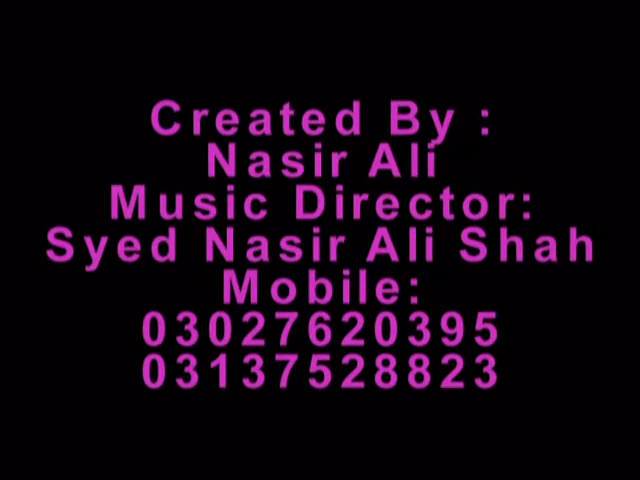 Created By :
Nasir Ali
Music Director:
Syed Nasir Ali Shah
Mobile:
03027620395
03137528823